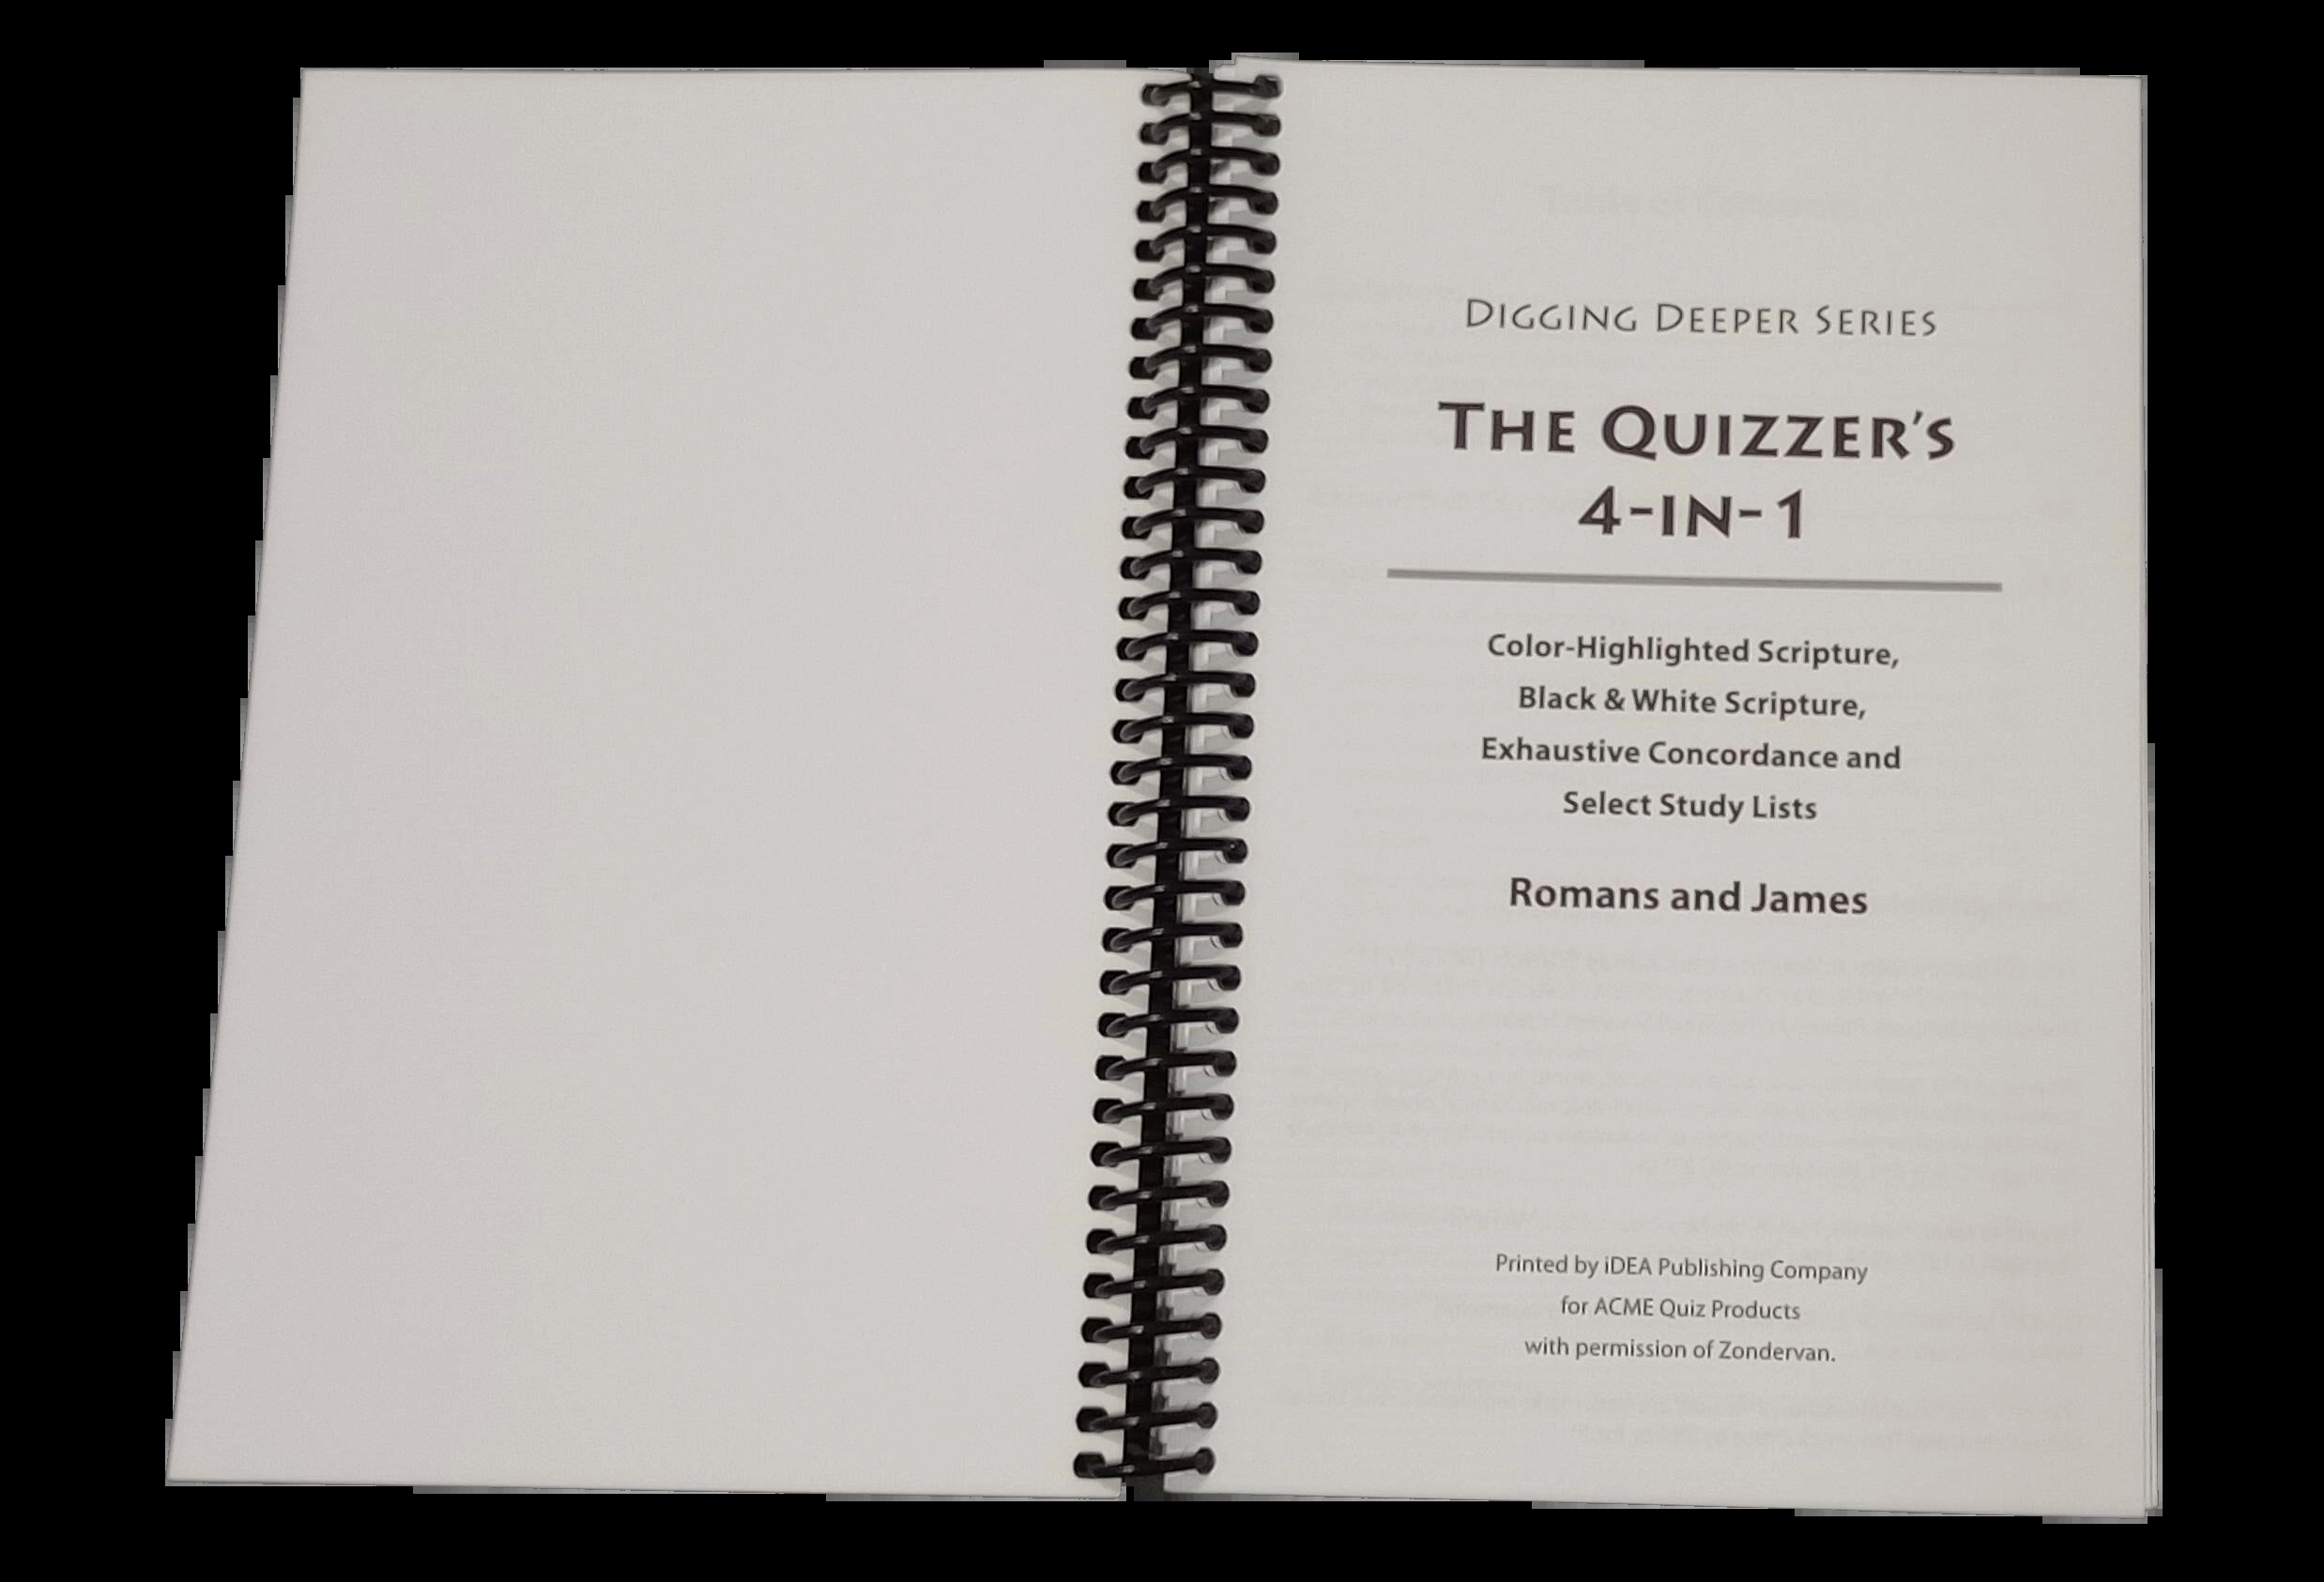 DIGGING DEEPER SERIES
THE QUIZZER'S
4-IN-1
Color-Highlighted Scripture,
Black & White Scripture,
Exhaustive Concordance and
Select Study Lists
Romans and James
Printed by iDEA Publishing Company
for ACME Quiz Products
with permission of Zondervan.